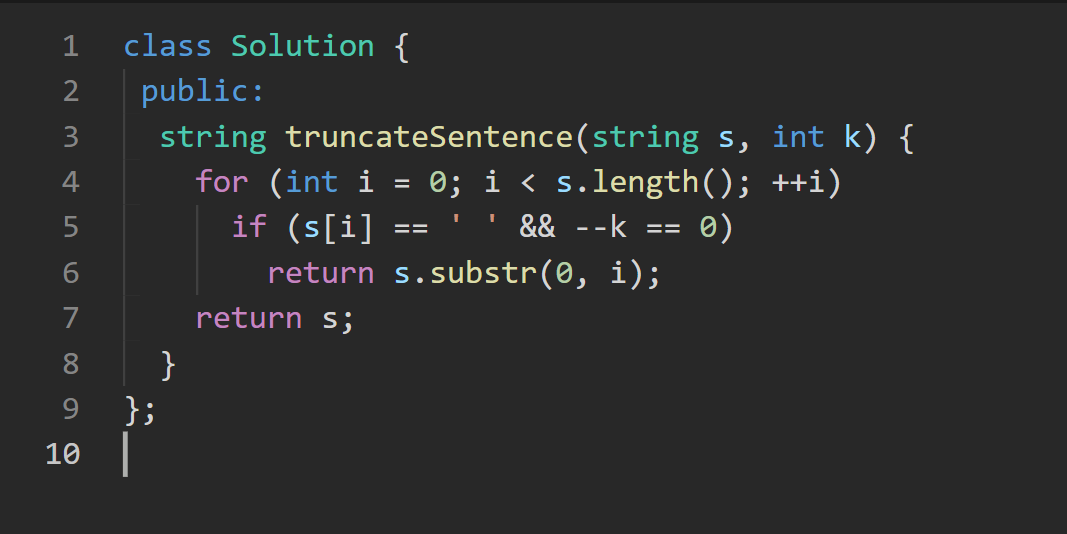 1 class Solution {
2  public:
3   string truncateSentence(string s, int k) {
4     for (int i = 0; i < s.length(); ++i)
5       if (s[i] == ' ' && --k == 0)
6         return s.substr(0, i);
7     return s;
8   }
9 };
10